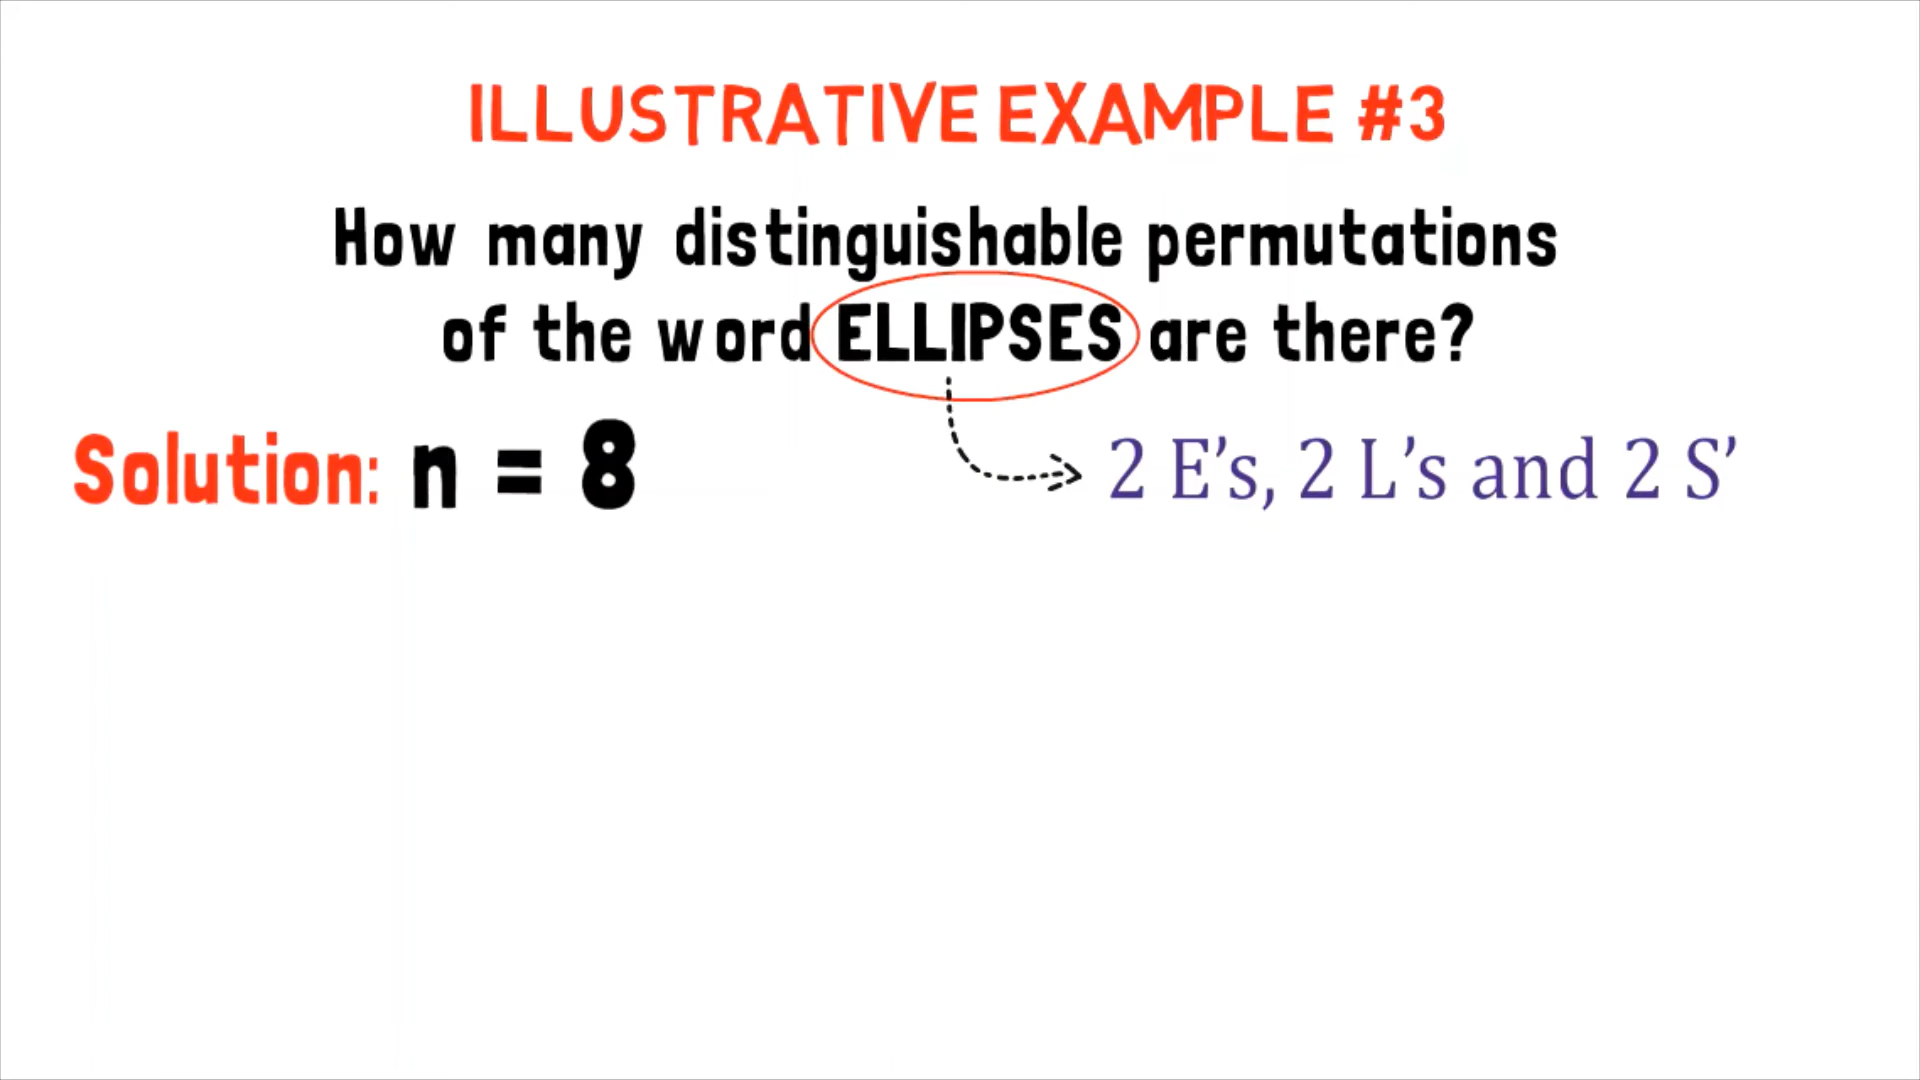 ILLUSTRATIVE EXAMPLE #3
How many distinguishable permutations
of the word ELLIPSES are there?
Solution: n = 8
2 E’s, 2 L’s and 2 S’